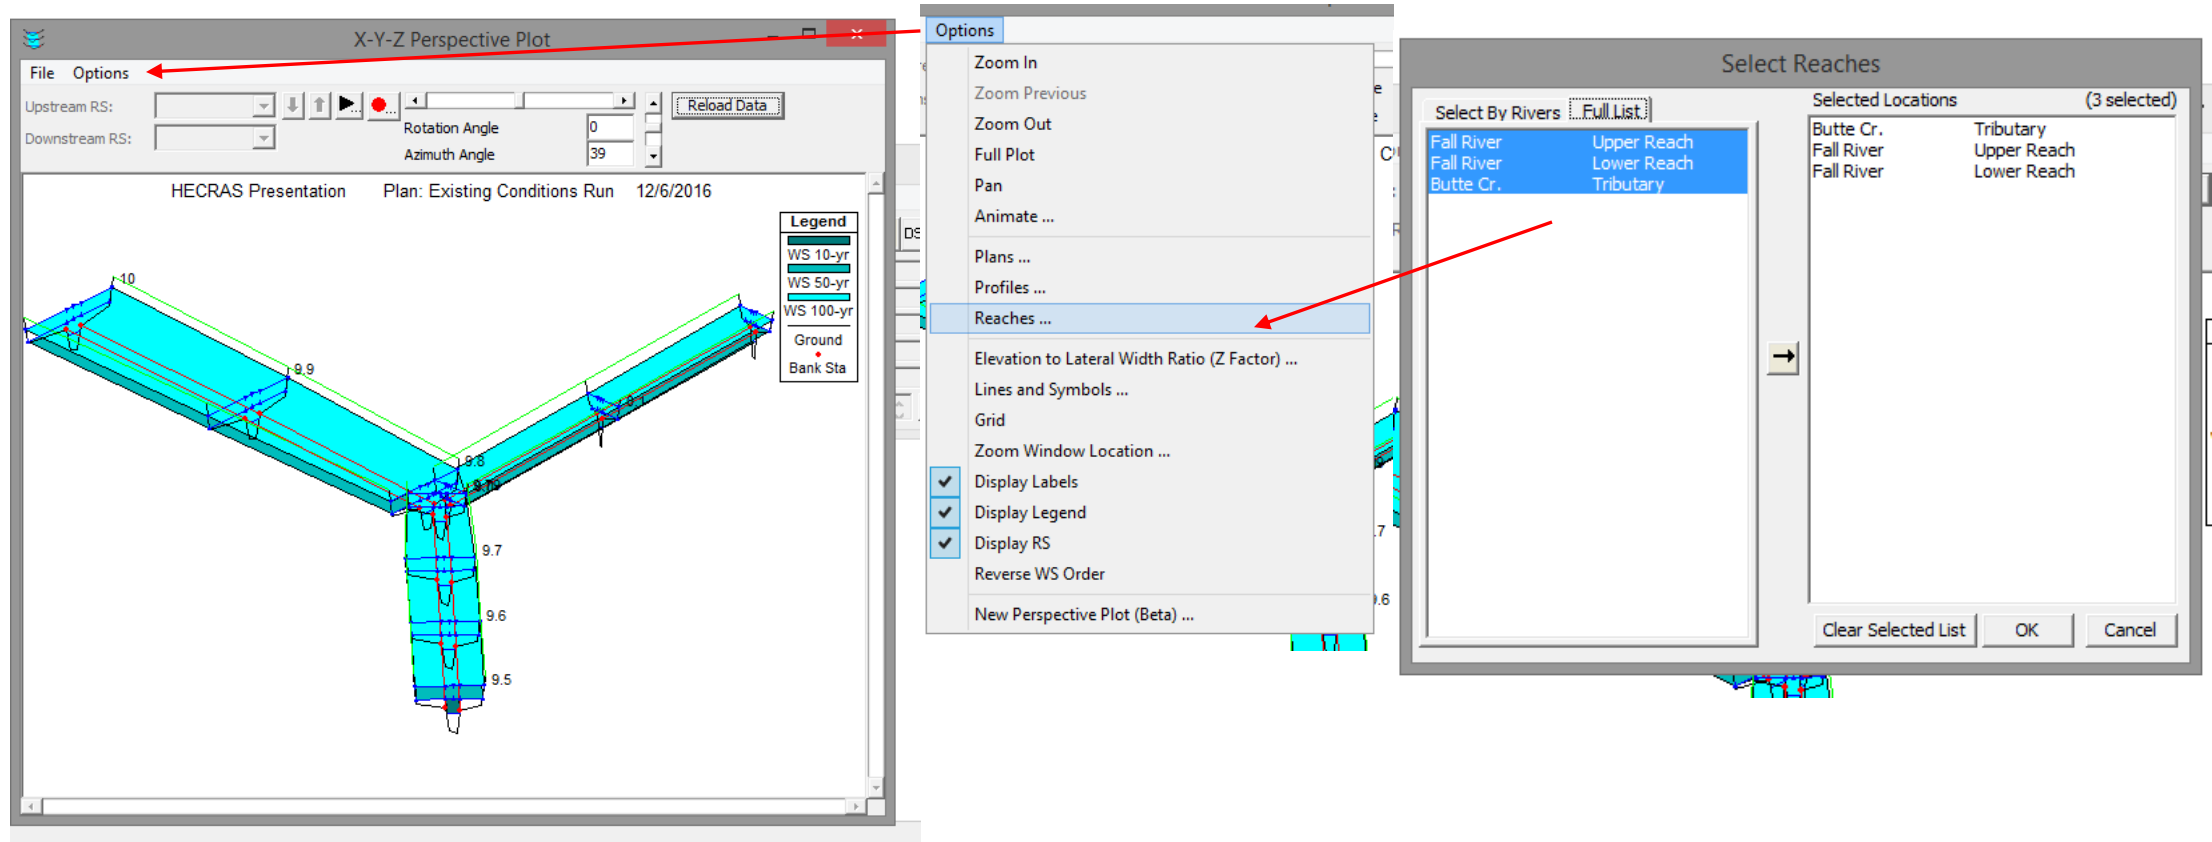 X-Y-Z Perspective Plot
File Options
Upstream RS:
Downstream RS:
Rotation Angle 0
Azimuth Angle 39
Reload Data
HECRAS Presentation Plan: Existing Conditions Run 12/6/2016
Legend
WS 10-yr
WS 50-yr
WS 100-yr
Ground
Bank Sta
10
9.9
9.8
9.7
9.6
9.5
DS
Options
Zoom In
Zoom Previous
Zoom Out
Full Plot
Pan
Animate ...
Plans ...
Profiles ...
Reaches ...
Elevation to Lateral Width Ratio (Z Factor) ...
Lines and Symbols ...
Grid
Zoom Window Location ...
Display Labels
Display Legend
Display RS
Reverse WS Order
New Perspective Plot (Beta) ...
.7
9.6
Select Reaches
Select By Rivers Full List
Fall River Upper Reach
Fall River Lower Reach
Butte Cr. Tributary
Selected Locations (3 selected)
Butte Cr. Tributary
Fall River Upper Reach
Fall River Lower Reach
Clear Selected List OK Cancel